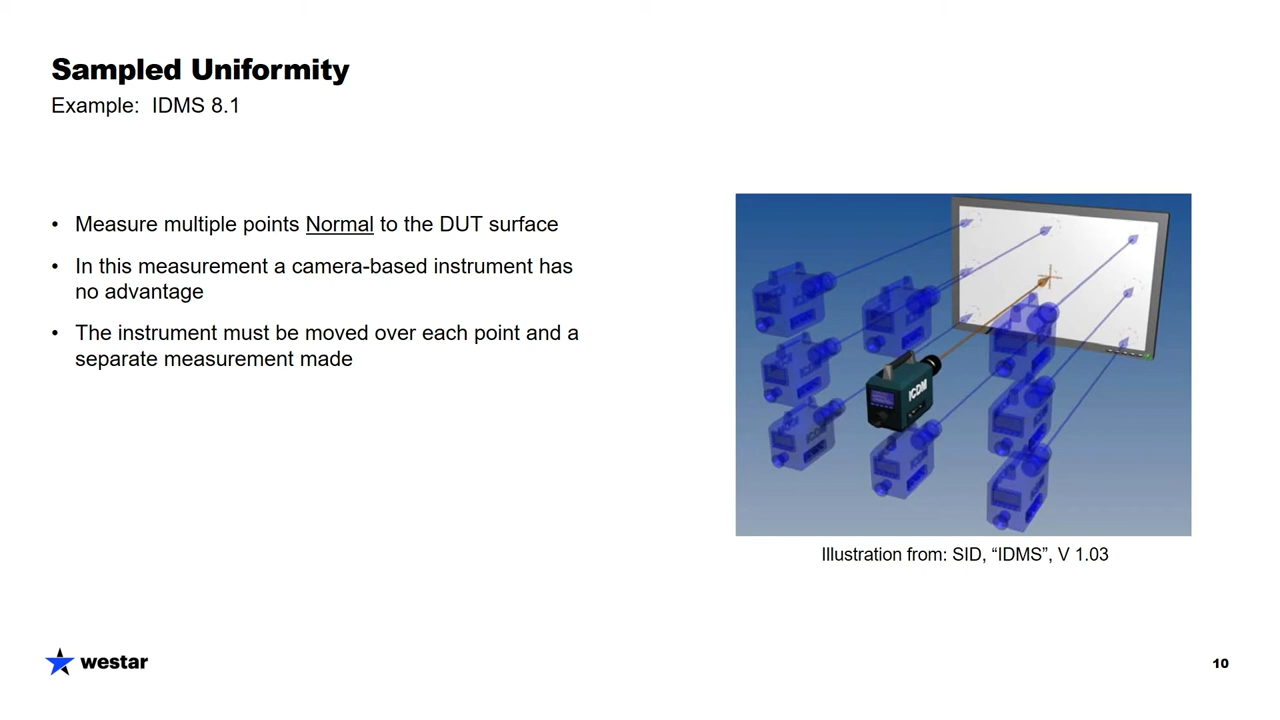 Sampled Uniformity
Example: IDMS 8.1
• Measure multiple points Normal to the DUT surface
• In this measurement a camera-based instrument has
no advantage
• The instrument must be moved over each point and a
separate measurement made
ICDM
Illustration from: SID, “IDMS”, V 1.03
westar
10